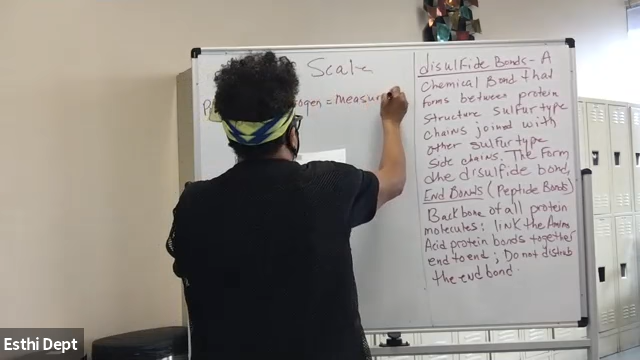 Scale
ogen = Measur
disulfide Bonds - A
chemical Bond that
forms between protein
structure sulfur type
chains joined with
other sulfur type
side chains. The Form
the disulfide bond,
END BONDS (Peptide Bonds)
Backbone of all protein
molecules; link the Amino
Acid protein bonds together
end to end; Do not distrub
the end bond.
Esthi Dept